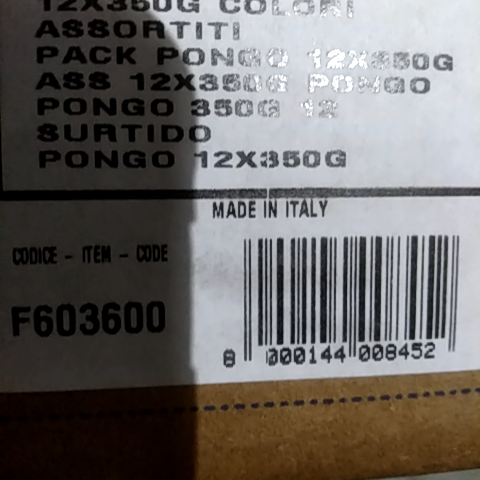 12X350G COLORI
ASSORTITI
PACK PONGO 12X350G
ASS 12X350G PONGO
PONGO 350G 12
SURTIDO
PONGO 12X350G
MADE IN ITALY
CODICE - ITEM - CODE
F603600
8 000144 008452